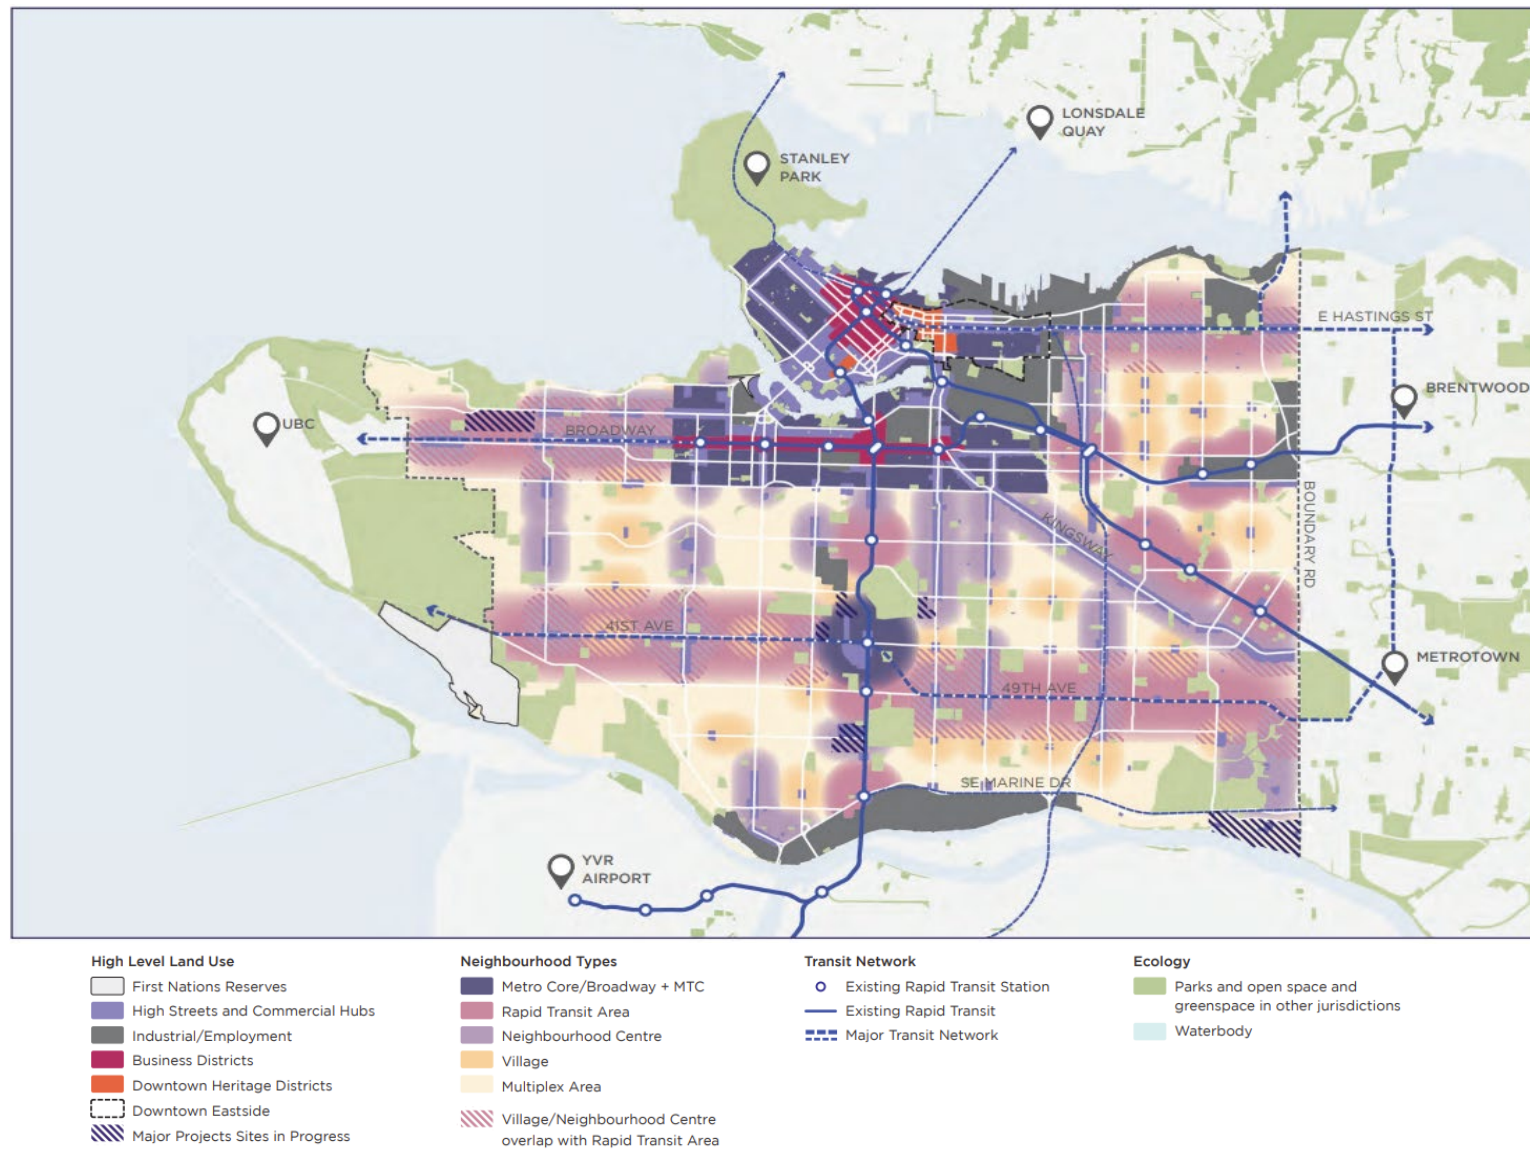 LONSDALE
QUAY
STANLEY
PARK
E HASTINGS ST
BRENTWOOD
UBC
BROADWAY
KINGSWAY
BOUNDARY RD
41ST AVE
METROTOWN
49TH AVE
SE MARINE DR
YVR
AIRPORT
High Level Land Use
First Nations Reserves
High Streets and Commercial Hubs
Industrial/Employment
Business Districts
Downtown Heritage Districts
Downtown Eastside
Major Projects Sites in Progress
Neighbourhood Types
Metro Core/Broadway + MTC
Rapid Transit Area
Neighbourhood Centre
Village
Multiplex Area
Village/Neighbourhood Centre
overlap with Rapid Transit Area
Transit Network
Existing Rapid Transit Station
Existing Rapid Transit
Major Transit Network
Ecology
Parks and open space and
greenspace in other jurisdictions
Waterbody